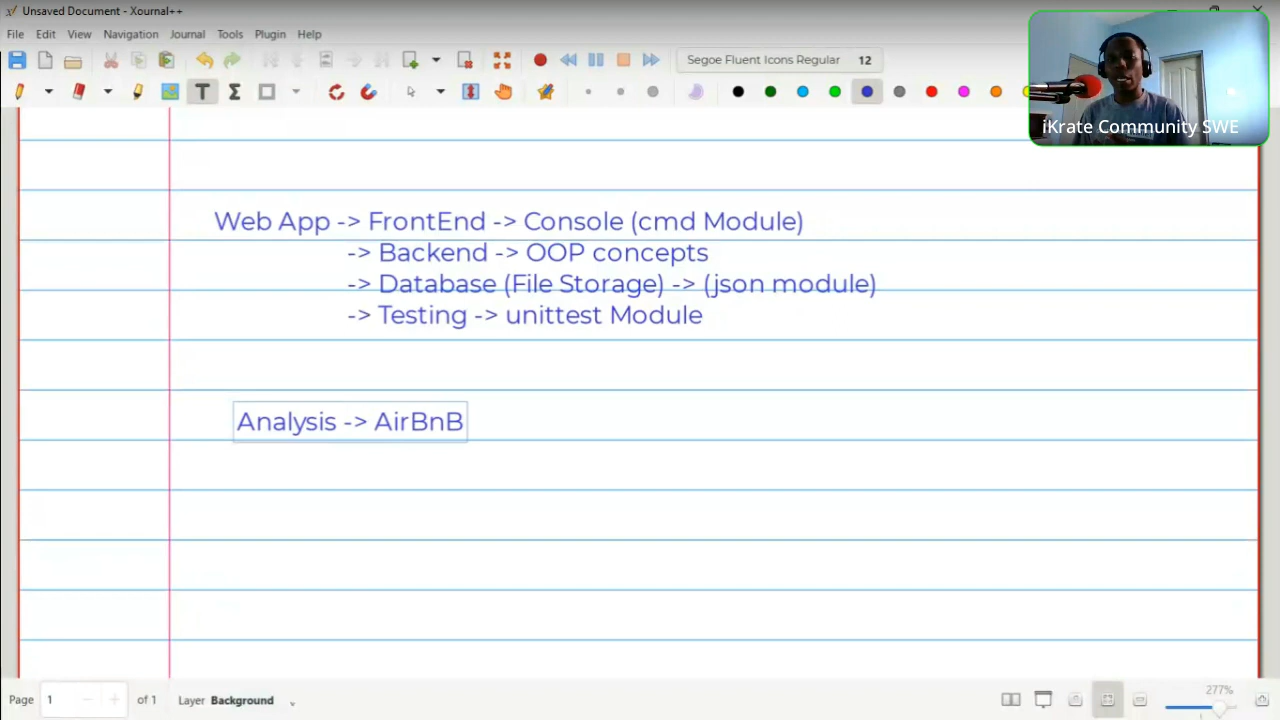 Unsaved Document - Xournal++
File Edit View Navigation Journal Tools Plugin Help
Segoe Fluent Icons Regular 12
iKrate Community SWE
Web App -> FrontEnd -> Console (cmd Module)
-> Backend -> OOP concepts
-> Database (File Storage) -> (json module)
-> Testing -> unittest Module
Analysis -> AirBnB
Page 1 of 1 Layer Background 277%